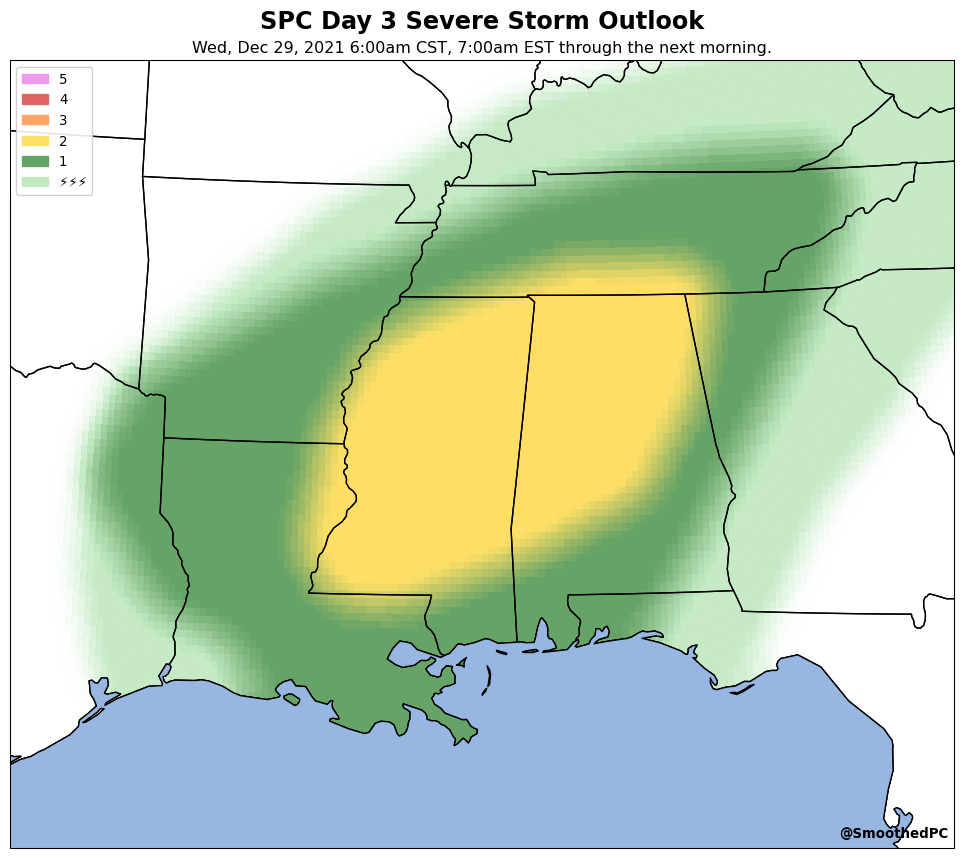 SPC Day 3 Severe Storm Outlook
Wed, Dec 29, 2021 6:00am CST, 7:00am EST through the next morning.
5
4
3
2
1
⚡⚡⚡
@SmoothedPC